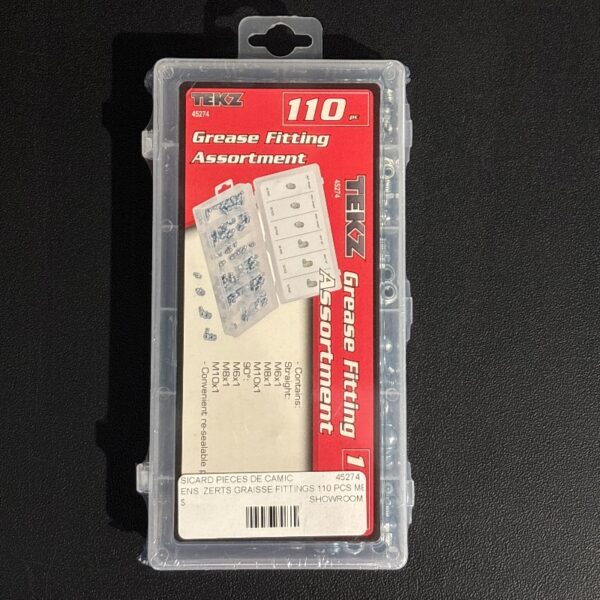 TEKZ
45274
110 pc
Grease Fitting
Assortment
TEKZ
45274
Grease Fitting
Assortment
1
- Contains:
Straight:
M6x1
M8x1
M10x1
90°:
M6x1
M8x1
M10x1
- Convenient re-sealable
SICARD PIECES DE CAMIC 45274
ENS. ZERTS GRAISSE FITTINGS 110 PCS ME
S SHOWROOM